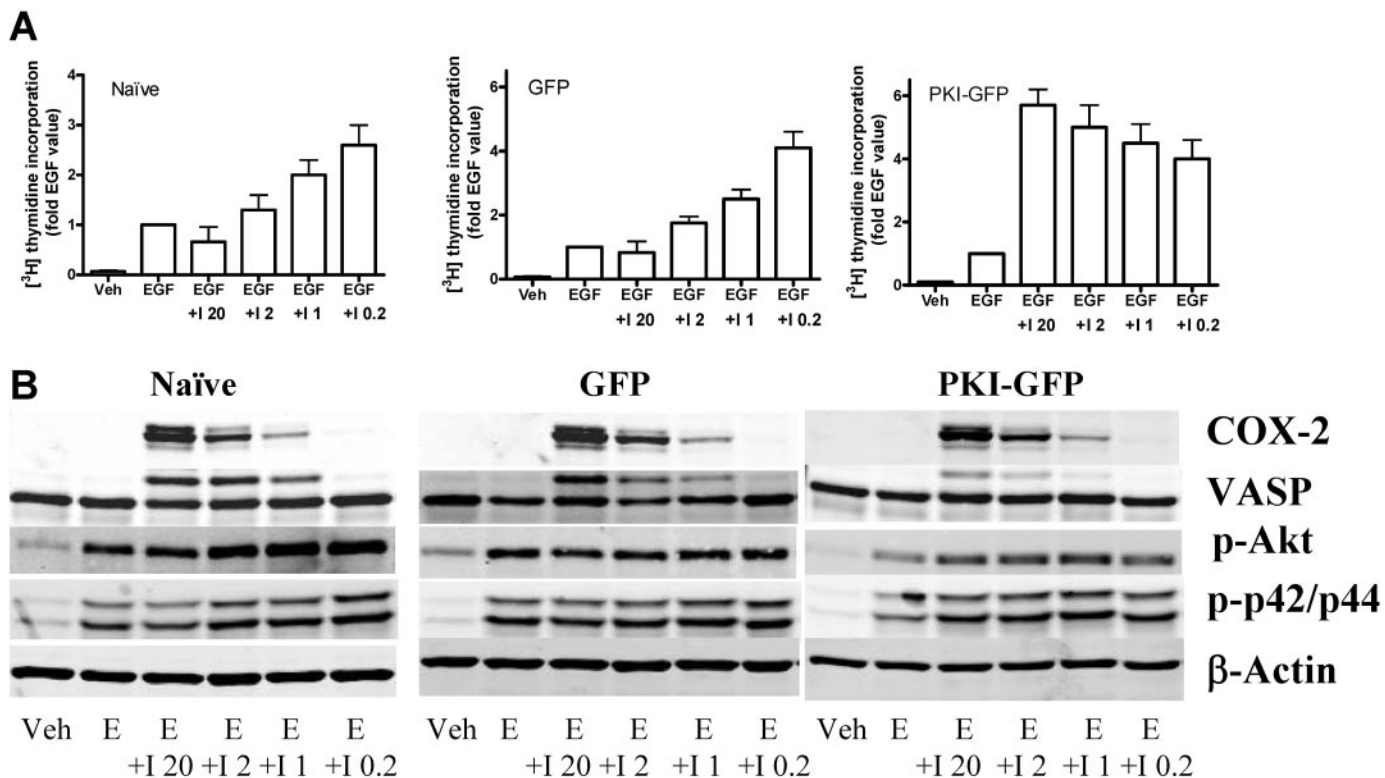 A
[³H] thymidine incorporation
(fold EGF value)
Naïve
4
3
2
1
0
Veh EGF EGF EGF EGF EGF
+I 20 +I 2 +I 1 +I 0.2
[³H] thymidine incorporation
(fold EGF value)
GFP
6
4
2
0
Veh EGF EGF EGF EGF EGF
+I 20 +I 2 +I 1 +I 0.2
[³H] thymidine incorporation
(fold EGF value)
PKI-GFP
6
4
2
0
Veh EGF EGF EGF EGF EGF
+I 20 +I 2 +I 1 +I 0.2
B
Naïve GFP PKI-GFP
COX-2
VASP
p-Akt
p-p42/p44
β-Actin
Veh E E E E E Veh E E E E E Veh E E E E E
+I 20 +I 2 +I 1 +I 0.2 +I 20 +I 2 +I 1 +I 0.2 +I 20 +I 2 +I 1 +I 0.2